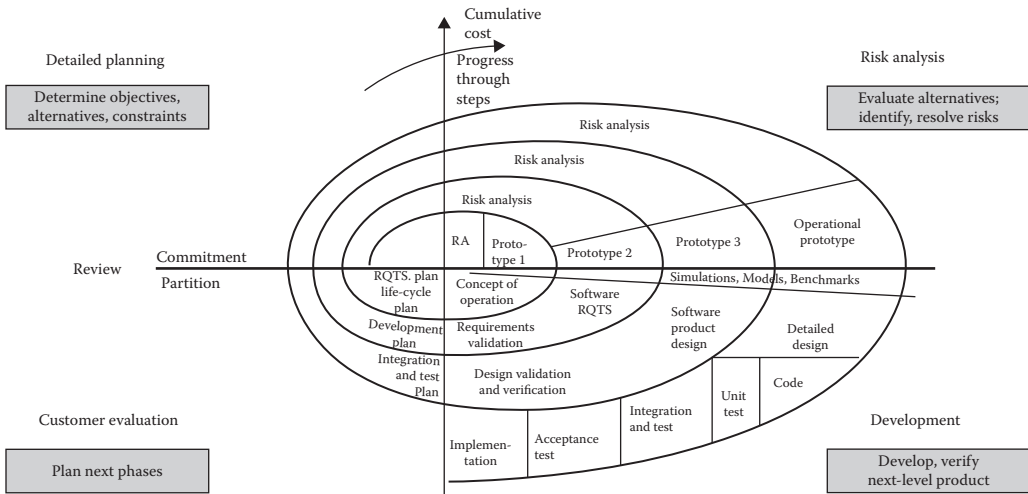 Cumulative
cost
Progress
through
steps
Detailed planning
Determine objectives,
alternatives, constraints
Risk analysis
Evaluate alternatives;
identify, resolve risks
Risk analysis
Risk analysis
Risk analysis
RA
Proto-
type 1
Prototype 2
Prototype 3
Operational
prototype
Review
Commitment
Partition
RQTS. plan
life-cycle
plan
Concept of
operation
Simulations, Models, Benchmarks
Software
RQTS
Software
product
design
Detailed
design
Development
plan
Requirements
validation
Integration
and test
Plan
Design validation
and verification
Code
Unit
test
Integration
and test
Acceptance
test
Implemen-
tation
Customer evaluation
Plan next phases
Development
Develop, verify
next-level product